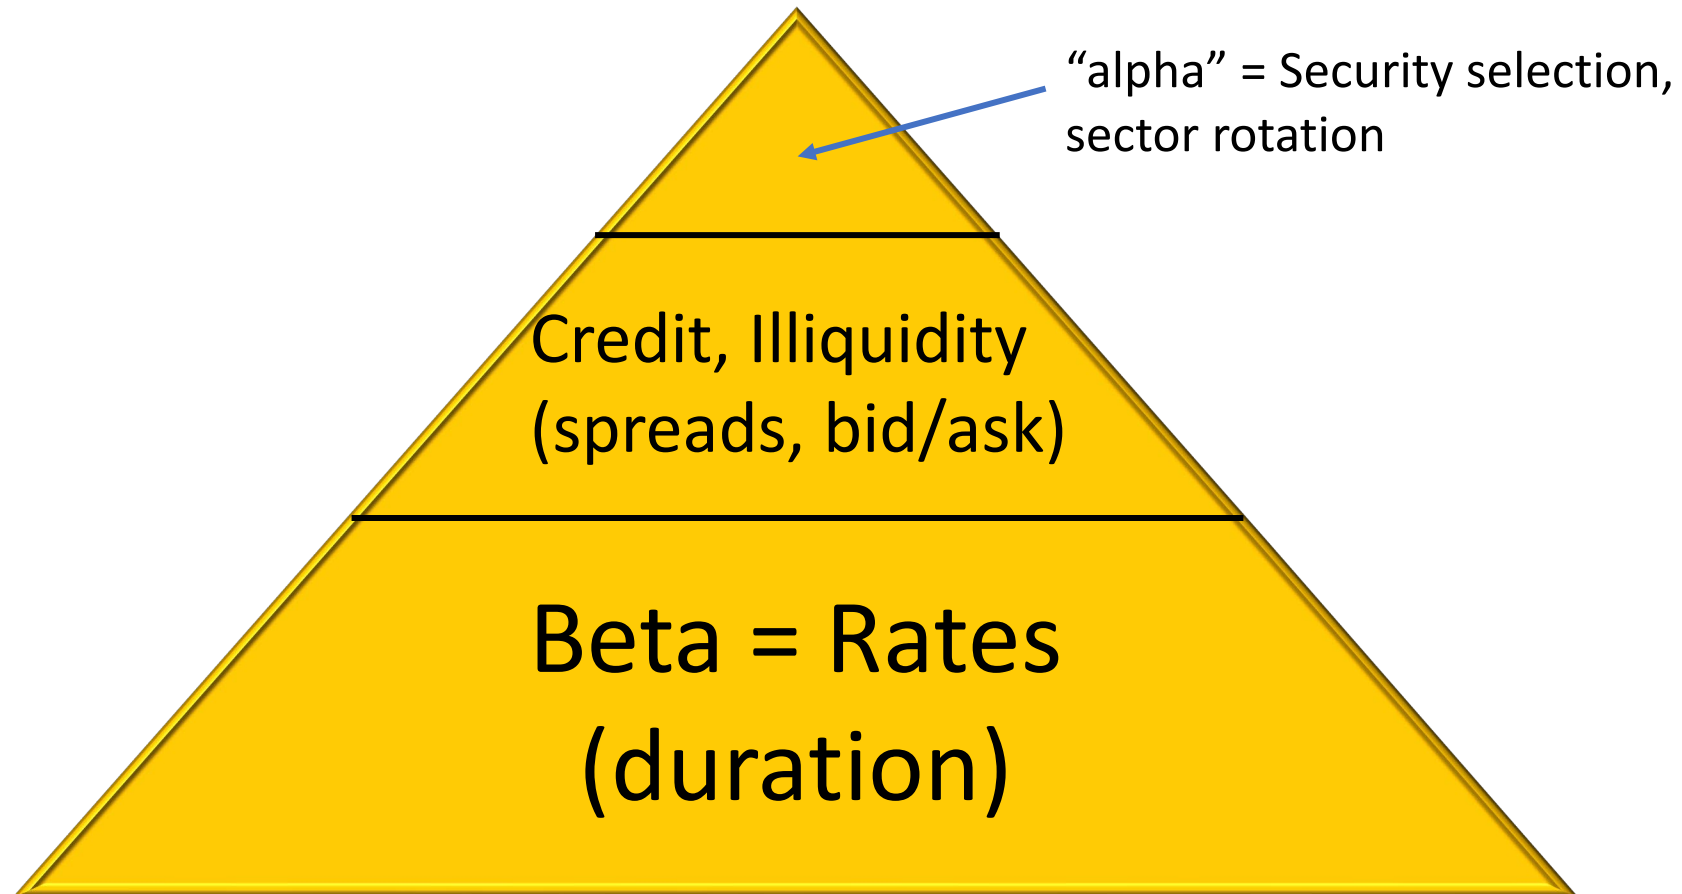 “alpha” = Security selection,
sector rotation
Credit, Illiquidity
(spreads, bid/ask)
Beta = Rates
(duration)